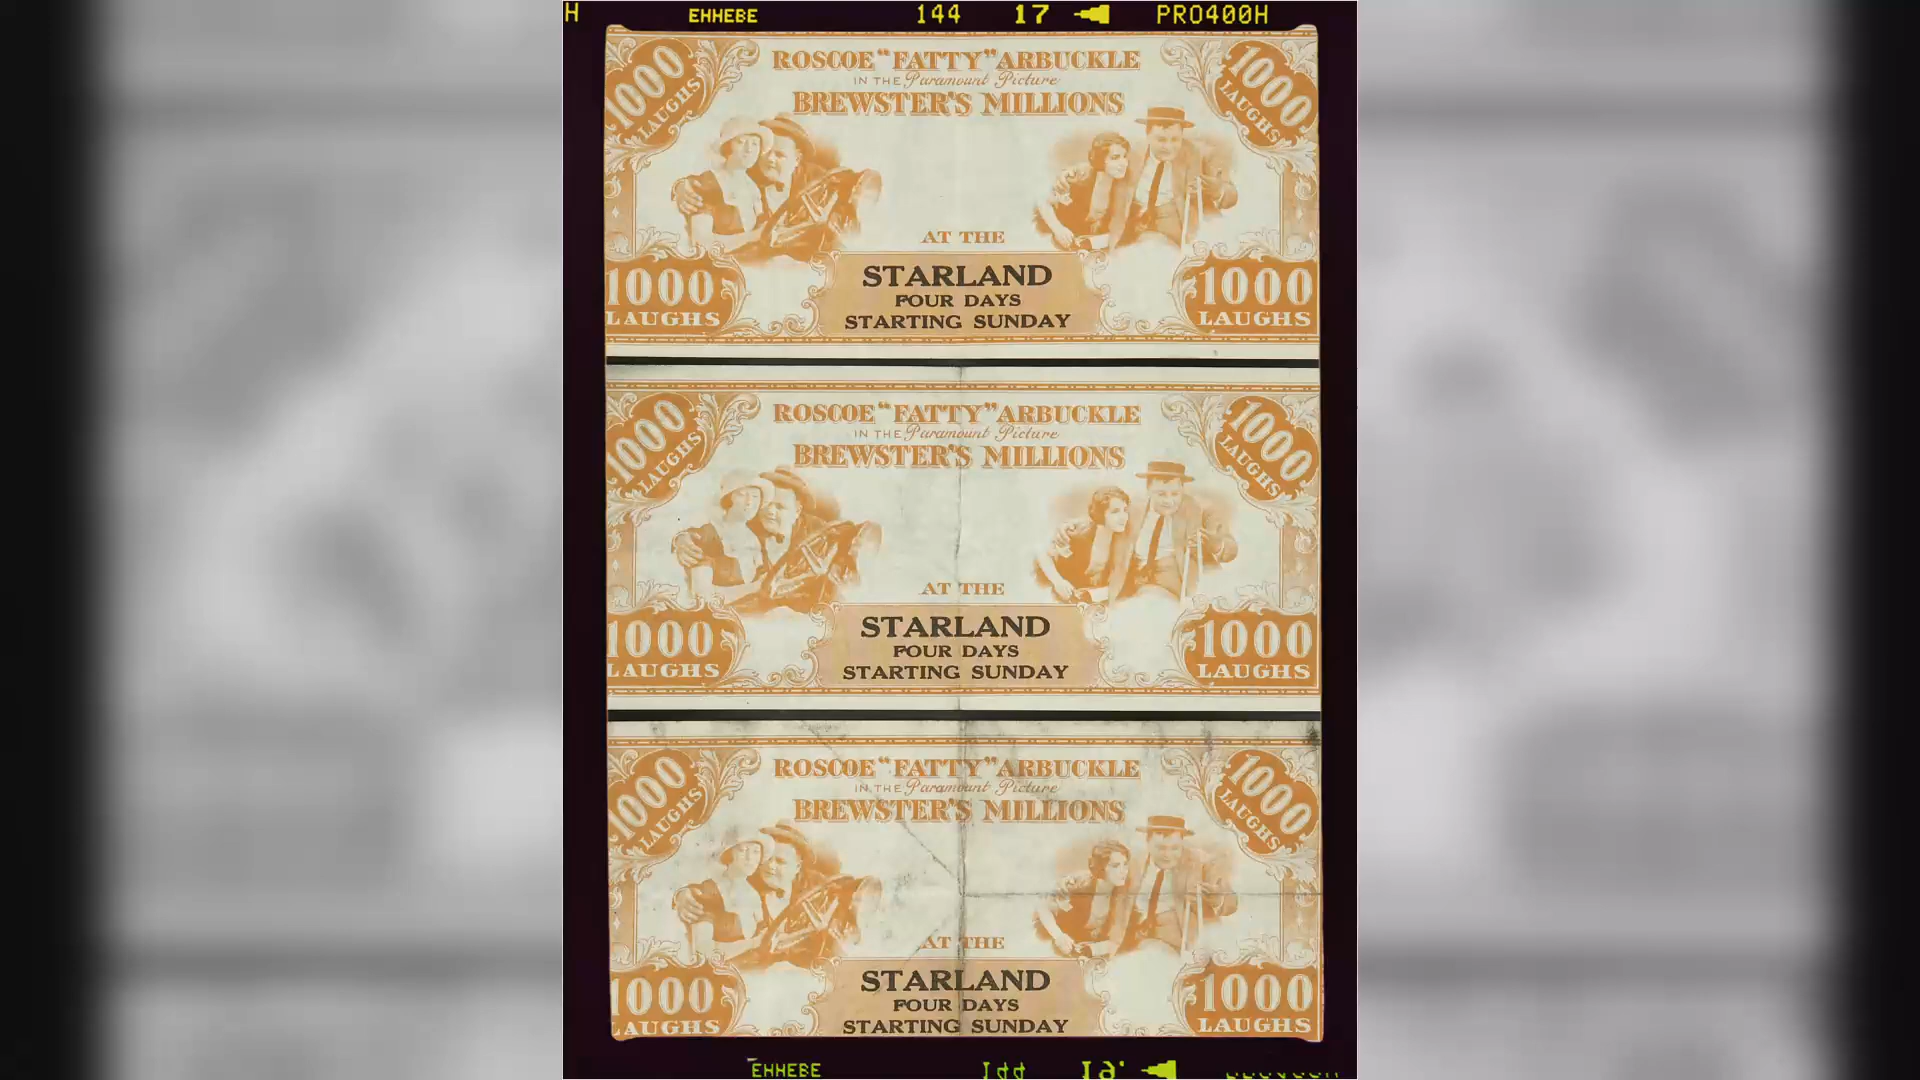 H EHHEBE 144 17 PRO400H
1000 LAUGHS
ROSCOE "FATTY" ARBUCKLE
IN THE Paramount Picture
BREWSTER'S MILLIONS
1000 LAUGHS
AT THE
STARLAND
FOUR DAYS
STARTING SUNDAY
1000 LAUGHS
1000 LAUGHS
1000 LAUGHS
ROSCOE "FATTY" ARBUCKLE
IN THE Paramount Picture
BREWSTER'S MILLIONS
1000 LAUGHS
AT THE
STARLAND
FOUR DAYS
STARTING SUNDAY
1000 LAUGHS
1000 LAUGHS
1000 LAUGHS
ROSCOE "FATTY" ARBUCKLE
IN THE Paramount Picture
BREWSTER'S MILLIONS
1000 LAUGHS
AT THE
STARLAND
FOUR DAYS
STARTING SUNDAY
1000 LAUGHS
1000 LAUGHS
EHHEBE 144 19